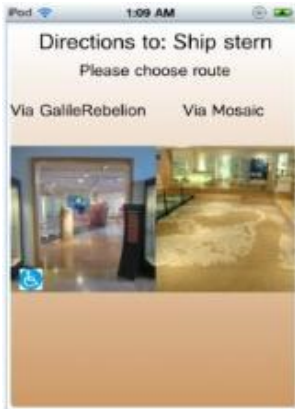 iPod 1:09 AM
Directions to: Ship stern
Please choose route
Via GalileRebelion Via Mosaic